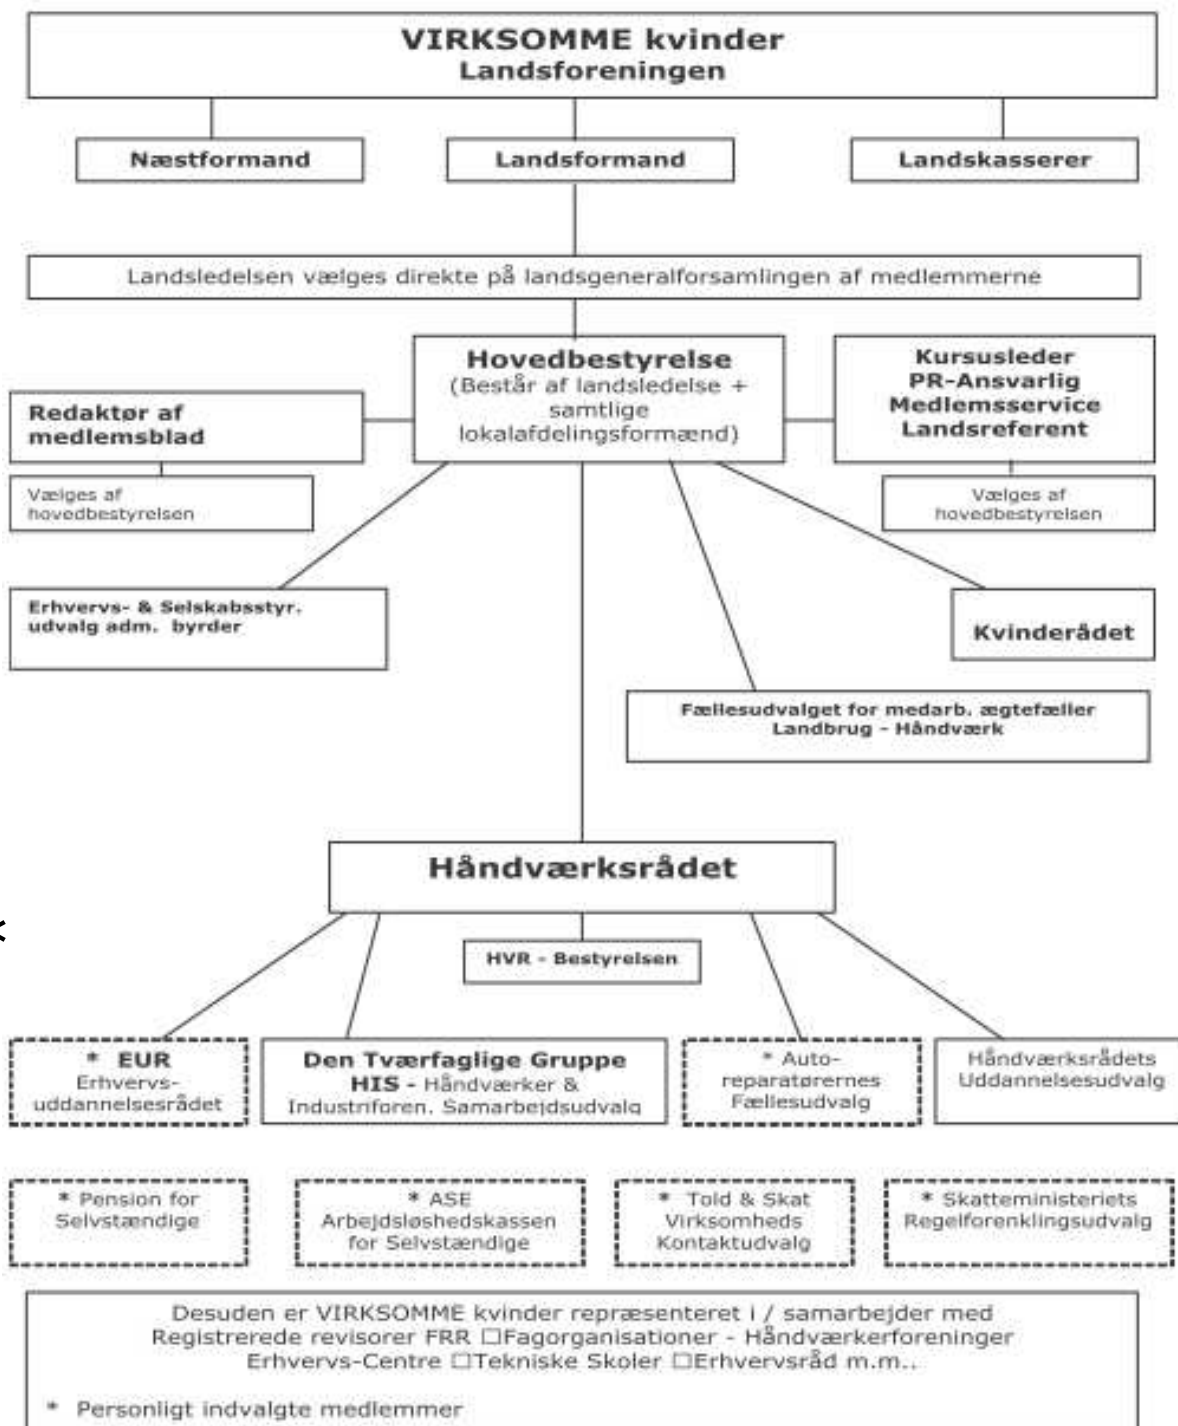 VIRKSOMME kvinder
Landsforeningen
Næstformand
Landsformand
Landskasserer
Landsledelsen vælges direkte på landsgeneralforsamlingen af medlemmerne
Hovedbestyrelse
(Består af landsledelse +
samtlige
lokalafdelingsformænd)
Kursusleder
PR-Ansvarlig
Medlemsservice
Landsreferent
Redaktør af
medlemsblad
Vælges af
hovedbestyrelsen
Vælges af
hovedbestyrelsen
Erhvervs- & Selskabsstyr.
udvalg adm. byrder
Kvinderådet
Fællesudvalget for medarb. ægtefæller
Landbrug - Håndværk
Håndværksrådet
*
HVR - Bestyrelsen
* EUR
Erhvervs-
uddannelsesrådet
Den Tværfaglige Gruppe
HIS - Håndværker &
Industriforen. Samarbejdsudvalg
* Auto-
reparatørernes
Fællesudvalg
Håndværksrådets
Uddannelsesudvalg
* Pension for
Selvstændige
* ASE
Arbejdsløshedskassen
for Selvstændige
* Told & Skat
Virksomheds
Kontaktudvalg
* Skatteministeriets
Regelforenklingsudvalg
Desuden er VIRKSOMME kvinder repræsenteret i / samarbejder med
Registrerede revisorer FRR □Fagorganisationer - Håndværkerforeninger
Erhvervs-Centre □Tekniske Skoler □Erhvervsråd m.m..
* Personligt indvalgte medlemmer